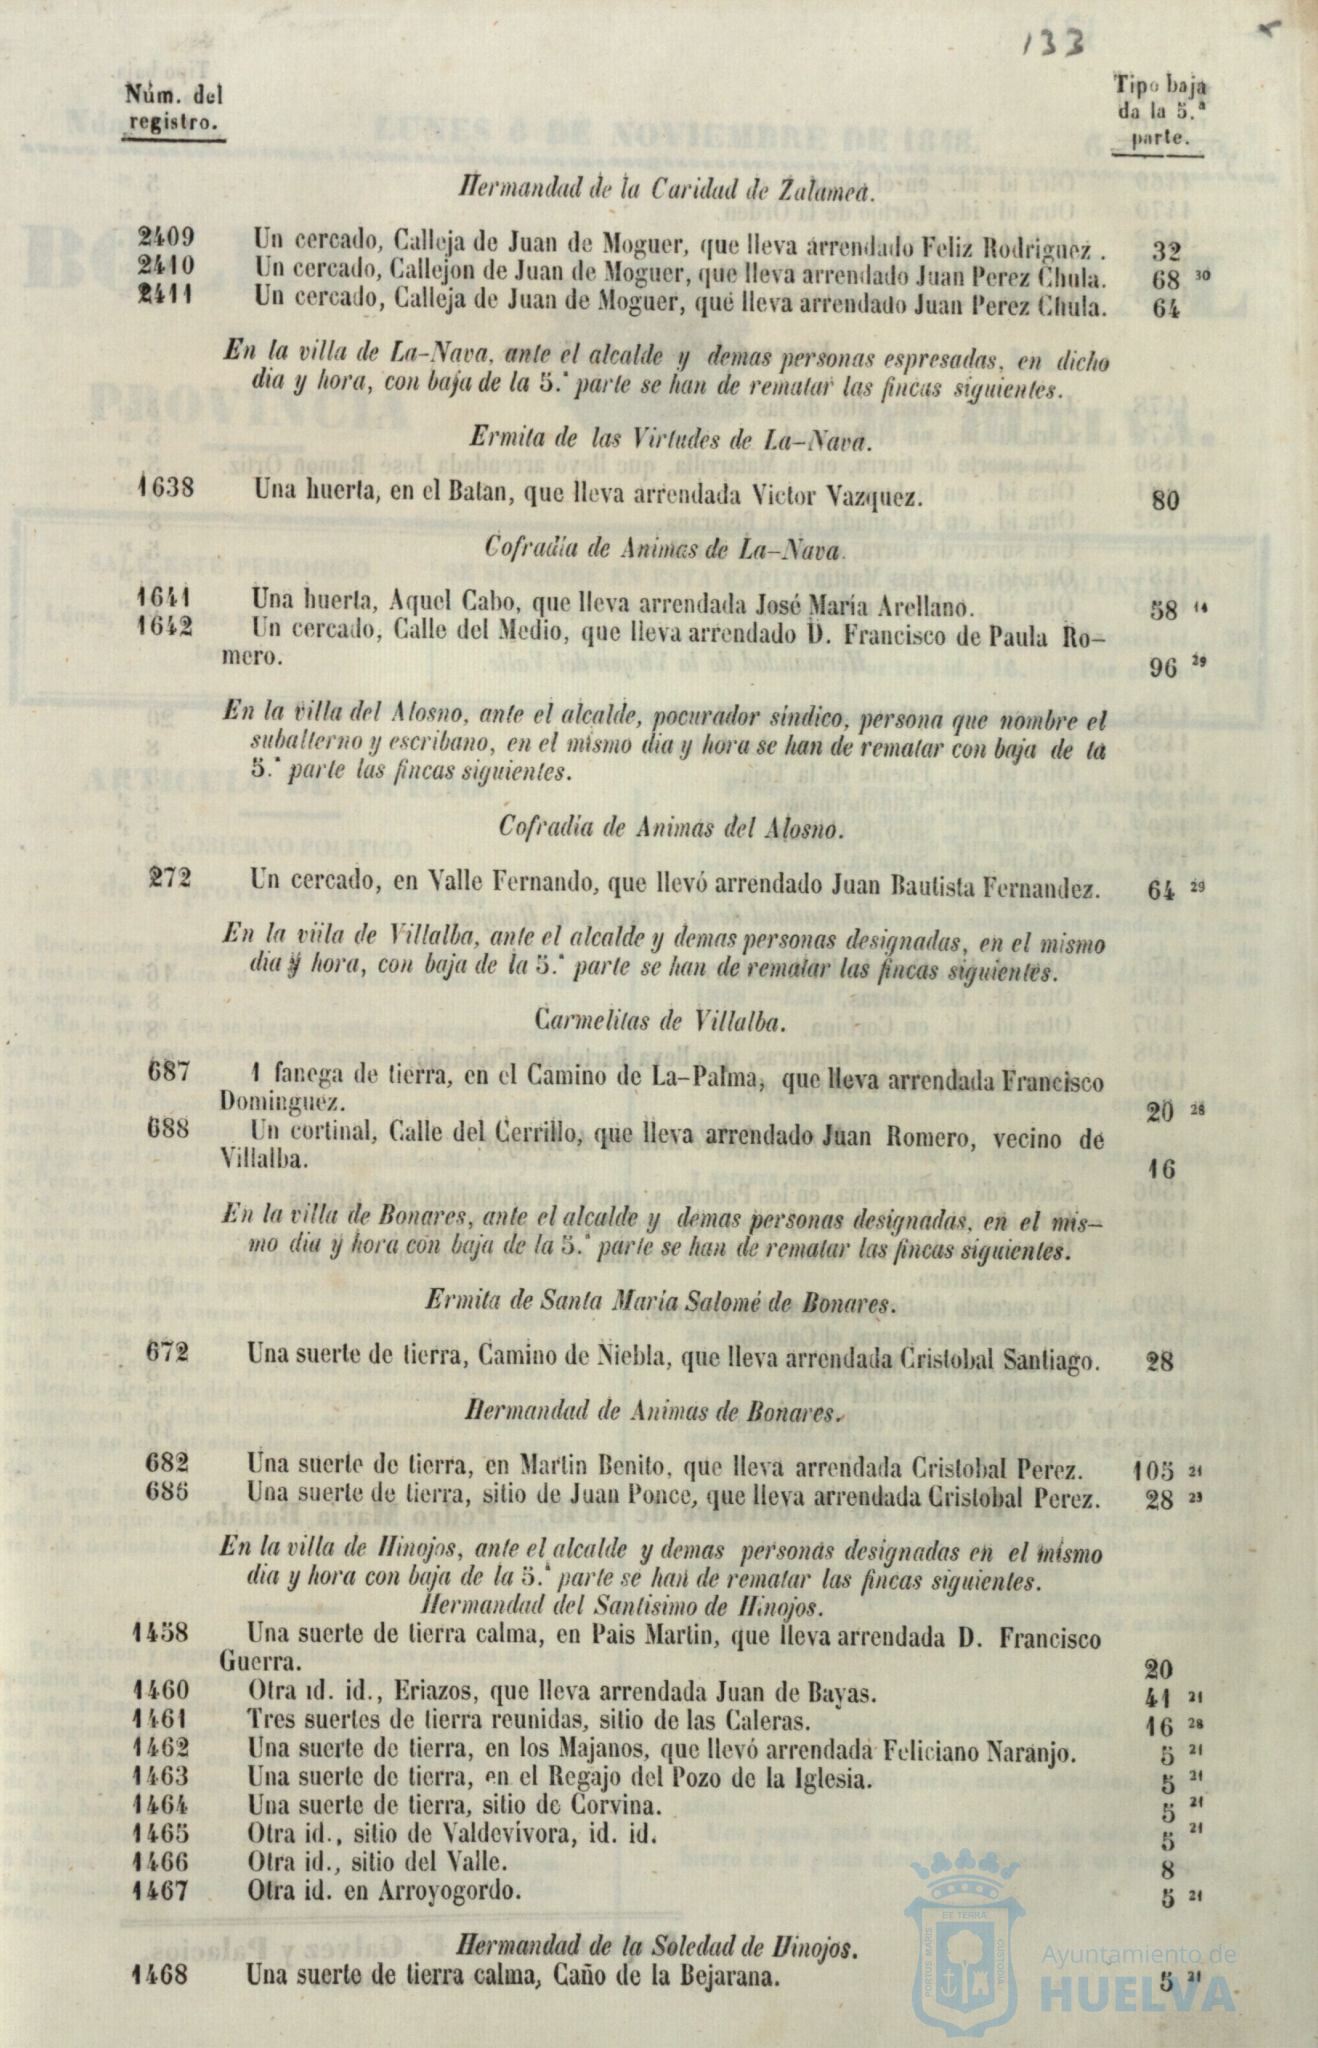 133
Núm. del
registro.
Tipo baja
da la 5.ª
parte.
Hermandad de la Caridad de Zalamea.
2409 Un cercado, Calleja de Juan de Moguer, que lleva arrendado Feliz Rodriguez . 32
2410 Un cercado, Callejon de Juan de Moguer, que lleva arrendado Juan Perez Chula. 68 30
2411 Un cercado, Calleja de Juan de Moguer, que lleva arrendado Juan Perez Chula. 64
En la villa de La-Nava, ante el alcalde y demas personas espresadas, en dicho
dia y hora, con baja de la 5.ª parte se han de rematar las fincas siguientes.
Ermita de las Virtudes de La-Nava.
1638 Una huerta, en el Batan, que lleva arrendada Victor Vazquez. 80
Cofradía de Animas de La-Nava.
1641 Una huerta, Aquel Cabo, que lleva arrendada José María Arellano. 58 14
1642 Un cercado, Calle del Medio, que lleva arrendado D. Francisco de Paula Ro-
mero. 96 29
En la villa del Alosno, ante el alcalde, pocurador síndico, persona que nombre el
subalterno y escribano, en el mismo dia y hora se han de rematar con baja de la
5.ª parte las fincas siguientes.
Cofradía de Animas del Alosno.
272 Un cercado, en Valle Fernando, que llevó arrendado Juan Bautista Fernandez. 64 29
En la viila de Villalba, ante el alcalde y demas personas designadas, en el mismo
dia y hora, con baja de la 5.ª parte se han de rematar las fincas siguientes.
Carmelitas de Villalba.
687 1 fanega de tierra, en el Camino de La-Palma, que lleva arrendada Francisco
Dominguez. 20 28
688 Un cortinal, Calle del Cerrillo, que lleva arrendado Juan Romero, vecino de
Villalba. 16
En la villa de Bonares, ante el alcalde y demas personas designadas, en el mis-
mo dia y hora con baja de la 5.ª parte se han de rematar las fincas siguientes.
Ermita de Santa María Salomé de Bonares.
672 Una suerte de tierra, Camino de Niebla, que lleva arrendada Cristobal Santiago. 28
Hermandad de Animas de Bonares.
682 Una suerte de tierra, en Martin Benito, que lleva arrendada Cristobal Perez. 105 21
686 Una suerte de tierra, sitio de Juan Ponce, que lleva arrendada Cristobal Perez. 28 23
En la villa de Hinojos, ante el alcalde y demas personas designadas en el mismo
dia y hora con baja de la 5.ª parte se han de rematar las fincas siguientes.
Hermandad del Santisimo de Hinojos.
1458 Una suerte de tierra calma, en Pais Martin, que lleva arrendada D. Francisco
Guerra. 20
1460 Otra id. id., Eriazos, que lleva arrendada Juan de Bayas. 41 21
1461 Tres suertes de tierra reunidas, sitio de las Caleras. 16 28
1462 Una suerte de tierra, en los Majanos, que llevó arrendada Feliciano Naranjo. 5 21
1463 Una suerte de tierra, en el Regajo del Pozo de la Iglesia. 5 21
1464 Una suerte de tierra, sitio de Corvina. 5 21
1465 Otra id., sitio de Valdevívora, id. id. 5 21
1466 Otra id., sitio del Valle. 8
1467 Otra id. en Arroyogordo. 5 21
Hermandad de la Soledad de Hinojos.
1468 Una suerte de tierra calma, Caño de la Bejarana. 5 21
PORTUS MARIS ET TERRAE CUSTODIA
Ayuntamiento de
HUELVA